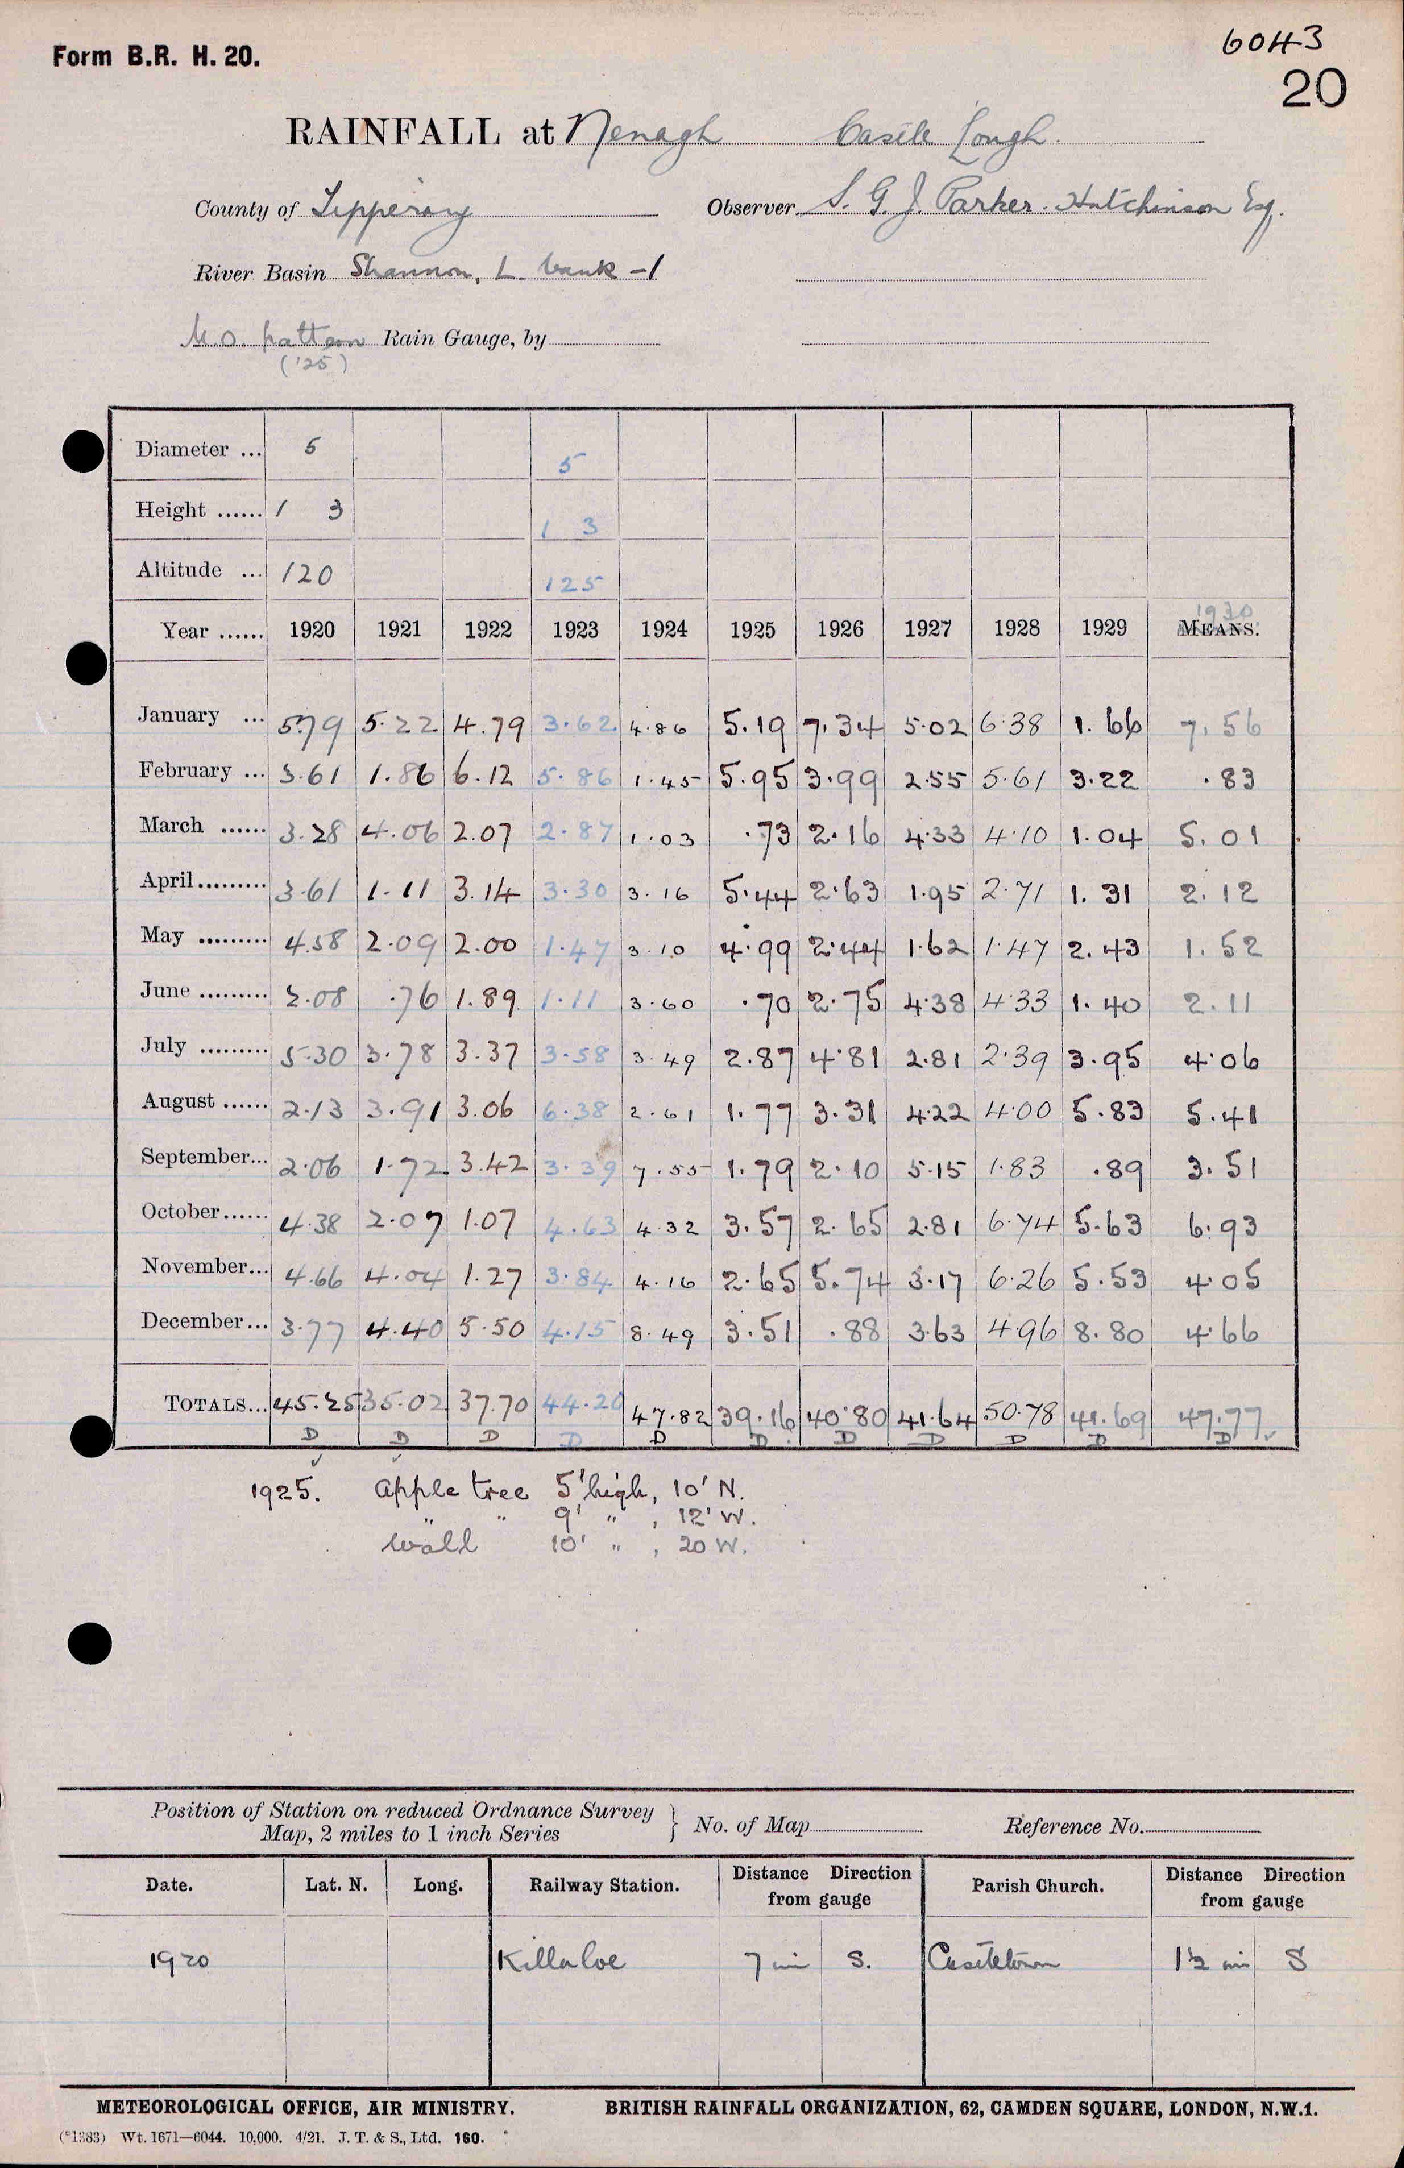 Form B.R. H. 20.
6043
20
RAINFALL at Nenagh Castle Lough.
County of Tipperary Observer S. G. J. Parker-Hutchinson Esq.
River Basin Shannon, L. bank -1
M.O. pattern Rain Gauge, by
('25)
Diameter ... 5 5
Height ...... 1 3 1 3
Altitude ... 120 125
1930
Year ...... 1920 1921 1922 1923 1924 1925 1926 1927 1928 1929 MEANS.
January ... 5.79 5.22 4.79 3.62 4.86 5.19 7.34 5.02 6.38 1.66 7.56
February ... 3.61 1.86 6.12 5.86 1.45 5.95 3.99 2.55 5.61 3.22 .83
March ...... 3.28 4.06 2.07 2.87 1.03 .73 2.16 4.33 4.10 1.04 5.01
April......... 3.61 1.11 3.14 3.30 3.16 5.44 2.63 1.95 2.71 1.31 2.12
May ......... 4.58 2.09 2.00 1.47 3.10 4.99 2.44 1.62 1.47 2.43 1.52
June ......... 2.08 .76 1.89 1.11 3.60 .70 2.75 4.38 4.33 1.40 2.11
July ......... 5.30 3.78 3.37 3.58 3.49 2.87 4.81 2.81 2.39 3.95 4.06
August ...... 2.13 3.91 3.06 6.38 2.61 1.77 3.31 4.22 4.00 5.83 5.41
September... 2.06 1.72 3.42 3.39 7.55 1.79 2.10 5.15 1.83 .89 3.51
October...... 4.38 2.07 1.07 4.63 4.32 3.57 2.65 2.81 6.74 5.63 6.93
November... 4.66 4.04 1.27 3.84 4.16 2.65 5.74 3.17 6.26 5.53 4.05
December... 3.77 4.40 5.50 4.15 8.49 3.51 .88 3.63 4.96 8.80 4.66
TOTALS... 45.25 35.02 37.70 44.20 47.82 39.16 40.80 41.64 50.78 41.69 47.77
D D D D D D D D D D D
1925. apple tree 5' high, 10' N.
" " 9' " , 12' W.
wall 10' " , 20 W.
Position of Station on reduced Ordnance Survey
Map, 2 miles to 1 inch Series } No. of Map Reference No.
Date. Lat. N. Long. Railway Station. Distance Direction from gauge Parish Church. Distance Direction from gauge
1920 Killaloe 7 mi S. Castletown 1½ mi S
METEOROLOGICAL OFFICE, AIR MINISTRY. BRITISH RAINFALL ORGANIZATION, 62, CAMDEN SQUARE, LONDON, N.W.1.
(*1383) Wt. 1671—6044. 10,000. 4/21. J. T. & S., Ltd. 160.